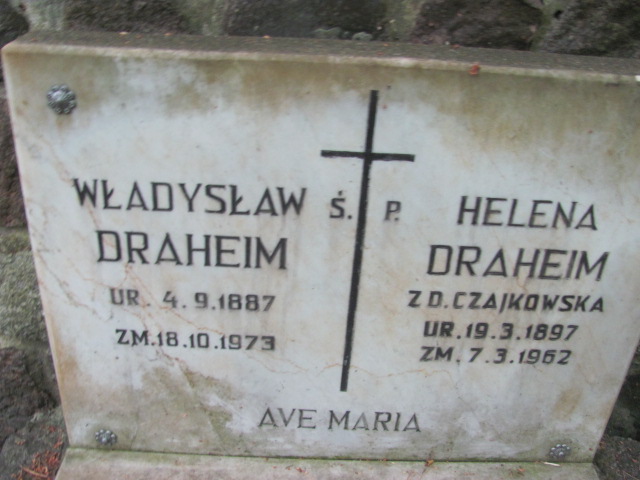 WŁADYSŁAW
DRAHEIM
UR. 4.9.1887
ZM.18.10.1973
Ś. P.
HELENA
DRAHEIM
Z D. CZAJKOWSKA
UR.19.3.1897
ZM. 7.3.1962
AVE MARIA